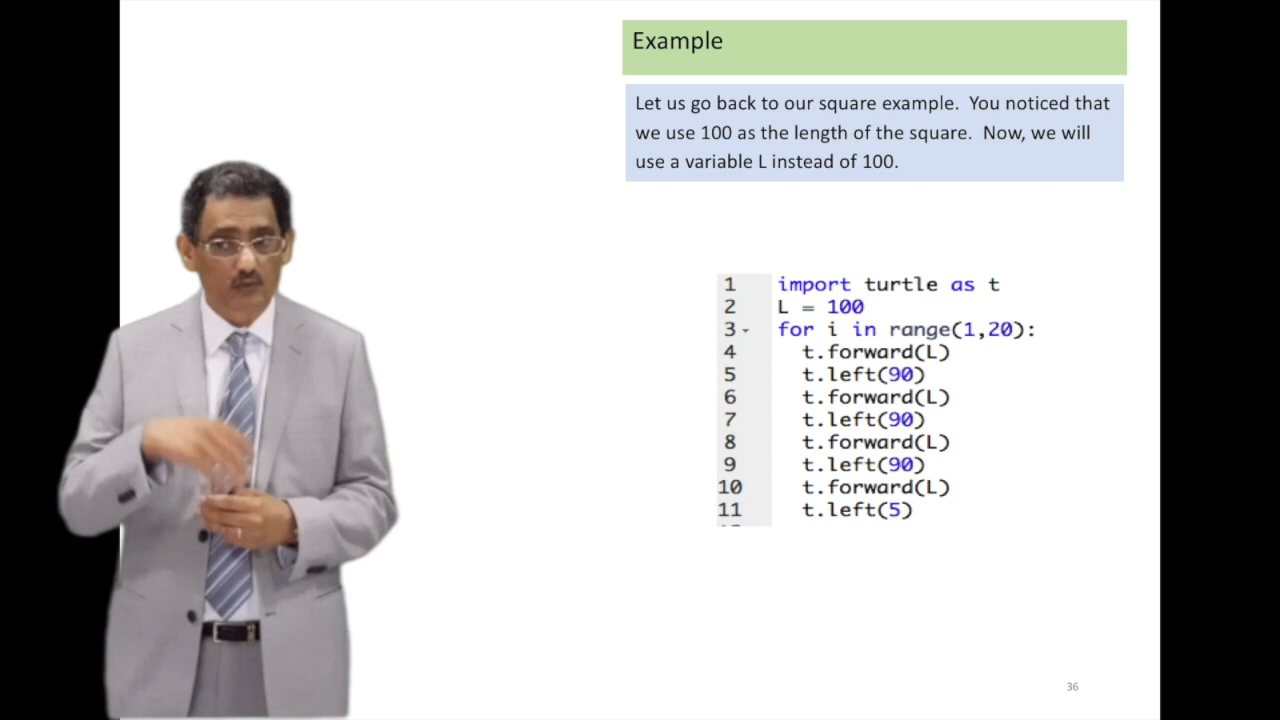 Example
Let us go back to our square example.  You noticed that
we use 100 as the length of the square.  Now, we will
use a variable L instead of 100.
1 import turtle as t
2 L = 100
3 for i in range(1,20):
4 t.forward(L)
5 t.left(90)
6 t.forward(L)
7 t.left(90)
8 t.forward(L)
9 t.left(90)
10 t.forward(L)
11 t.left(5)
36